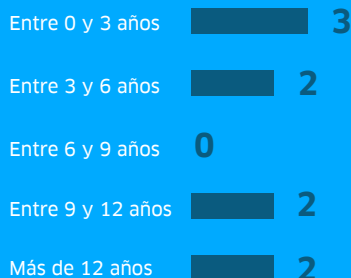 Entre 0 y 3 años 3
Entre 3 y 6 años 2
Entre 6 y 9 años 0
Entre 9 y 12 años 2
Más de 12 años 2